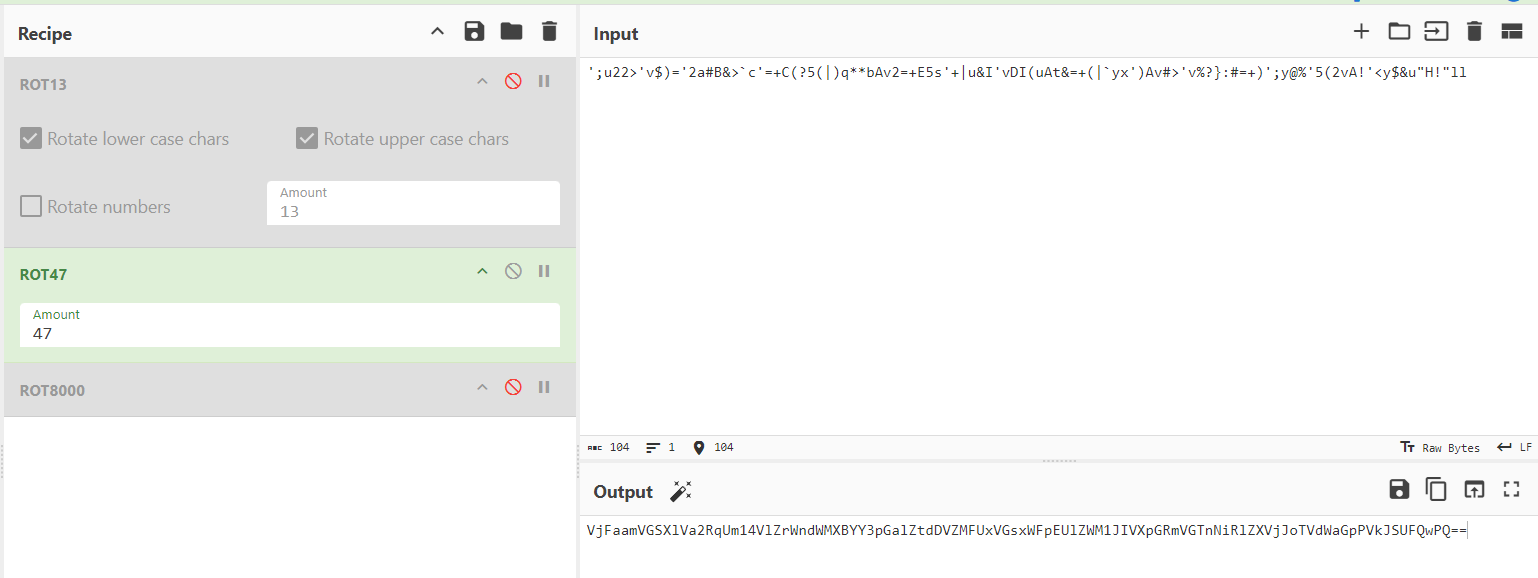 Recipe
ROT13
Rotate lower case chars
Rotate upper case chars
Rotate numbers
Amount
13
ROT47
Amount
47
ROT8000
Input
';u22>'v$)='2a#B&>`c'=+C(?5(|)q**bAv2=+E5s'+|u&I'vDI(uAt&=+(|`yx')Av#>'v%?}:#=+)';y@%'5(2vA!'<y$&u"H!"ll
ABC 104 1 104 Tт Raw Bytes LF
Output
VjFaamVGSXlVa2RqUm14VlZrWndWMXBYY3pGalZtdDVZMFUxVGsxWFpEUlZWM1JIVXpGRmVGTnNiRlZXVjJoTVdWaGpPVkJSUFQwPQ==